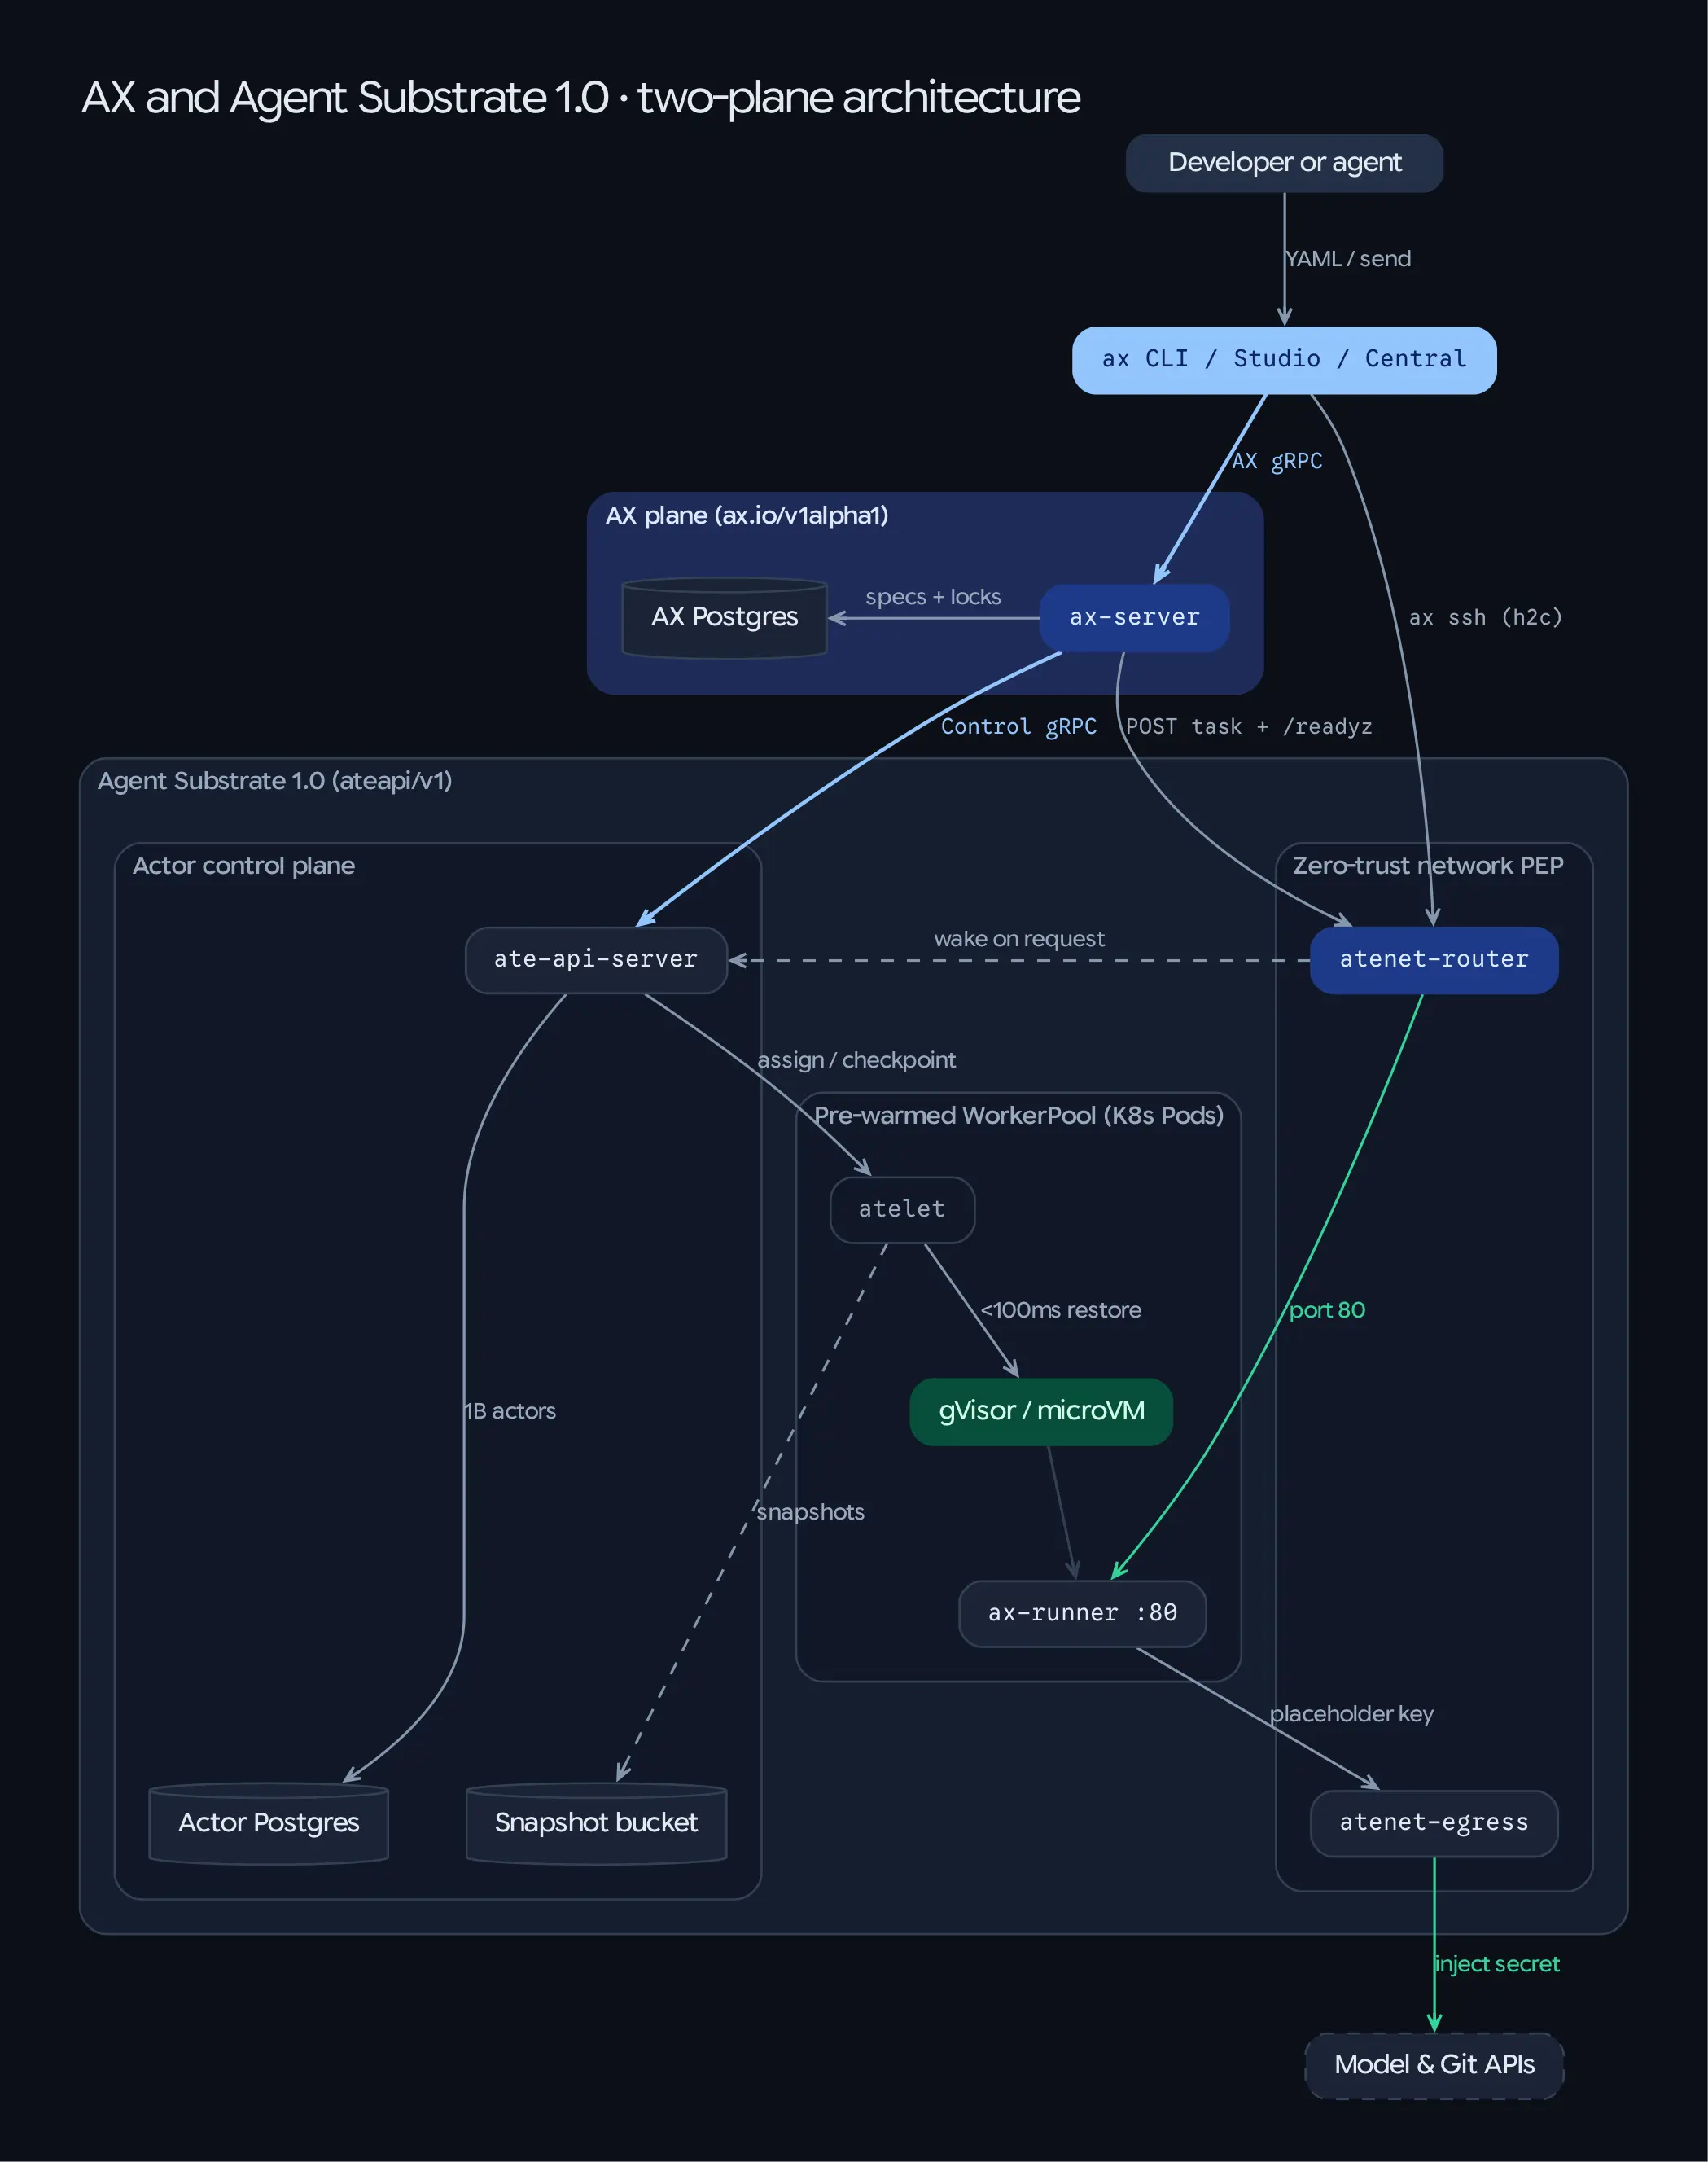 AX and Agent Substrate 1.0 · two-plane architecture
Developer or agent
YAML / send
ax CLI / Studio / Central
AX gRPC
AX plane (ax.io/v1alpha1)
AX Postgres
specs + locks
ax-server
ax ssh (h2c)
Control gRPC
POST task + /readyz
Agent Substrate 1.0 (ateapi/v1)
Actor control plane
Zero-trust network PEP
ate-api-server
wake on request
atenet-router
assign / checkpoint
Pre-warmed WorkerPool (K8s Pods)
atelet
<100ms restore
port 80
gVisor / microVM
1B actors
snapshots
ax-runner :80
placeholder key
Actor Postgres
Snapshot bucket
atenet-egress
inject secret
Model & Git APIs